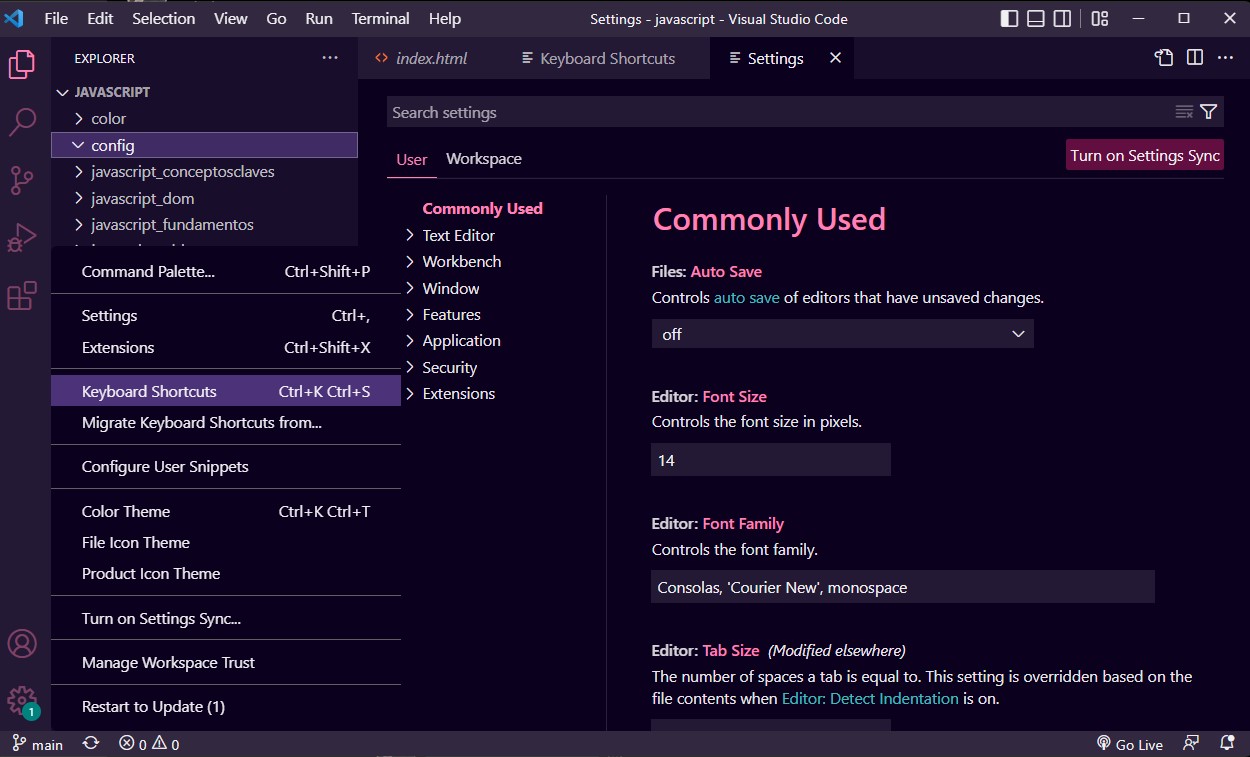 File Edit Selection View Go Run Terminal Help
Settings - javascript - Visual Studio Code
EXPLORER
JAVASCRIPT
color
config
javascript_conceptosclaves
javascript_dom
javascript_fundamentos
Command Palette... Ctrl+Shift+P
Settings Ctrl+,
Extensions Ctrl+Shift+X
Keyboard Shortcuts Ctrl+K Ctrl+S
Migrate Keyboard Shortcuts from...
Configure User Snippets
Color Theme Ctrl+K Ctrl+T
File Icon Theme
Product Icon Theme
Turn on Settings Sync...
Manage Workspace Trust
Restart to Update (1)
1
index.html Keyboard Shortcuts Settings
Search settings
User Workspace
Turn on Settings Sync
Commonly Used
Text Editor
Workbench
Window
Features
Application
Security
Extensions
Commonly Used
Files: Auto Save
Controls auto save of editors that have unsaved changes.
off
Editor: Font Size
Controls the font size in pixels.
14
Editor: Font Family
Controls the font family.
Consolas, 'Courier New', monospace
Editor: Tab Size (Modified elsewhere)
The number of spaces a tab is equal to. This setting is overridden based on the
file contents when Editor: Detect Indentation is on.
main 0 0
Go Live